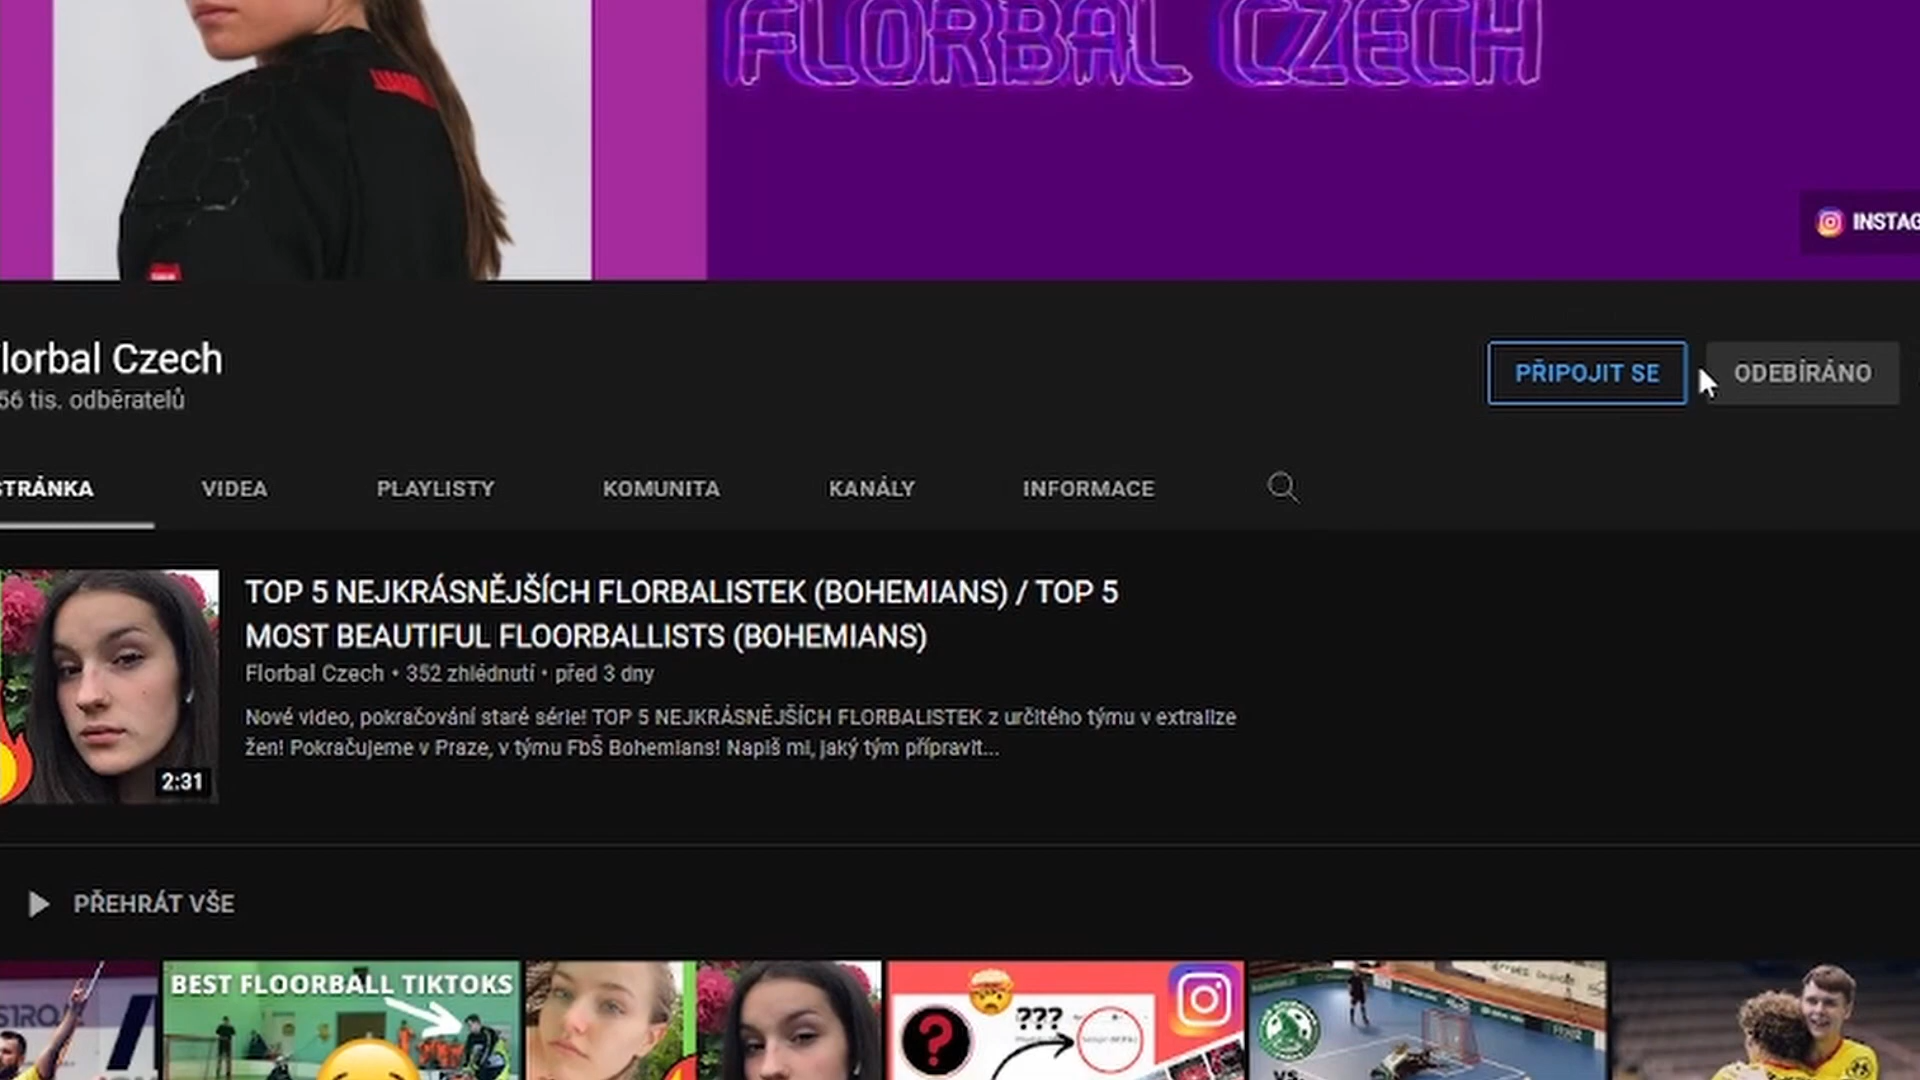 FLORBAL CZECH
INSTAG
lorbal Czech
56 tis. odběratelů
PŘIPOJIT SE
ODEBÍRÁNO
STRÁNKA
VIDEA
PLAYLISTY
KOMUNITA
KANÁLY
INFORMACE
TOP 5 NEJKRÁSNĚJŠÍCH FLORBALISTEK (BOHEMIANS) / TOP 5
MOST BEAUTIFUL FLOORBALLISTS (BOHEMIANS)
Florbal Czech • 352 zhlédnutí • před 3 dny
Nové video, pokračování staré série! TOP 5 NEJKRÁSNĚJŠÍCH FLORBALISTEK z určitého týmu v extralize
žen! Pokračujeme v Praze, v týmu FbŠ Bohemians! Napiš mi, jaký tým připravit...
2:31
PŘEHRÁT VŠE
BEST FLOORBALL TIKTOKS
?
???
VS.